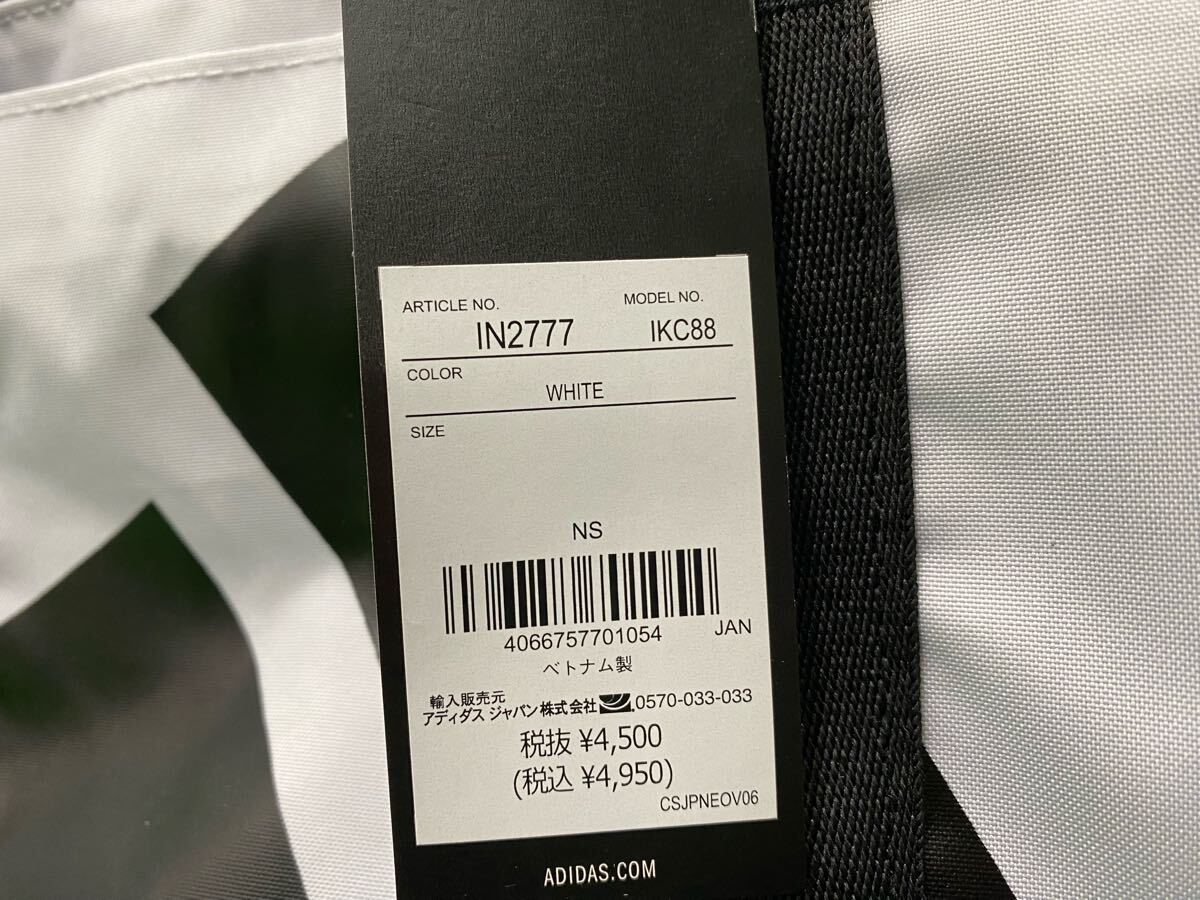 ARTICLE NO. MODEL NO.
IN2777 IKC88
COLOR
WHITE
SIZE
NS
4066757701054 JAN
ベトナム製
輸入販売元
アディダス ジャパン株式会社 0570-033-033
税抜 ¥4,500
(税込 ¥4,950)
CSJPNEOV06
ADIDAS.COM